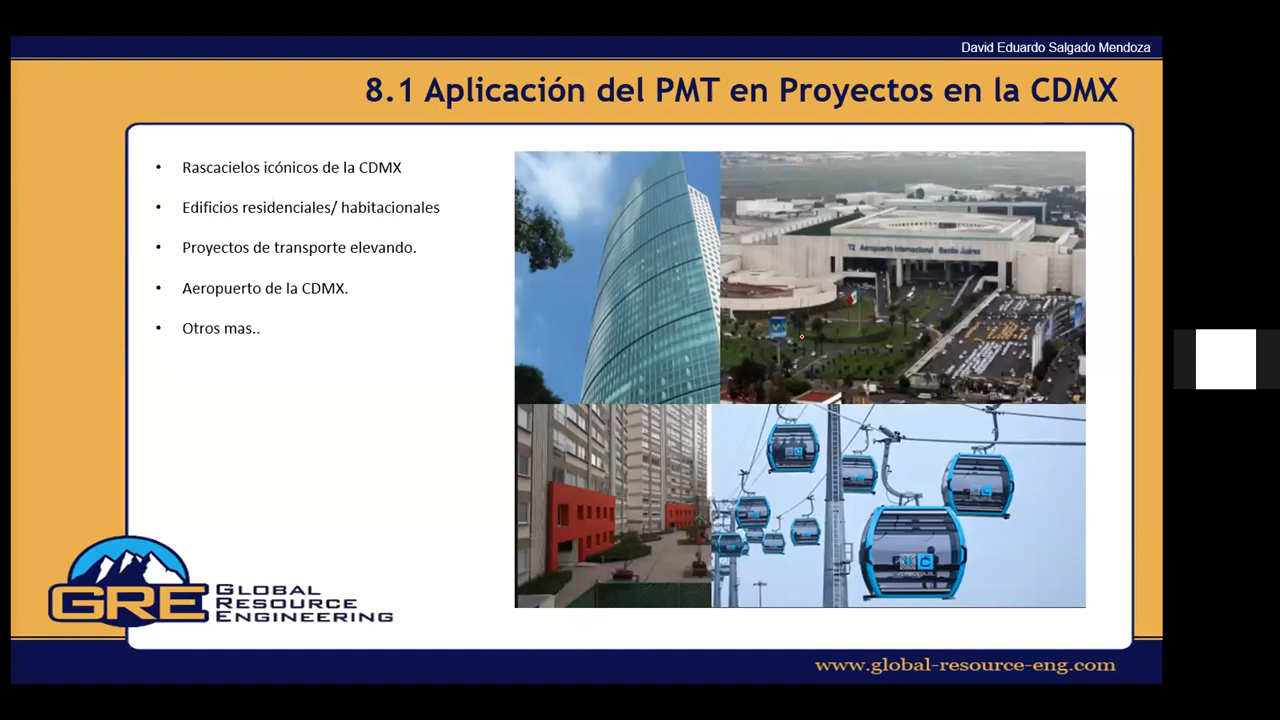 David Eduardo Salgado Mendoza
8.1 Aplicación del PMT en Proyectos en la CDMX
• Rascacielos icónicos de la CDMX
• Edificios residenciales/ habitacionales
• Proyectos de transporte elevando.
• Aeropuerto de la CDMX.
• Otros mas..
T2 Aeropuerto Internacional Benito Juárez
GRE GLOBAL
RESOURCE
ENGINEERING
www.global-resource-eng.com